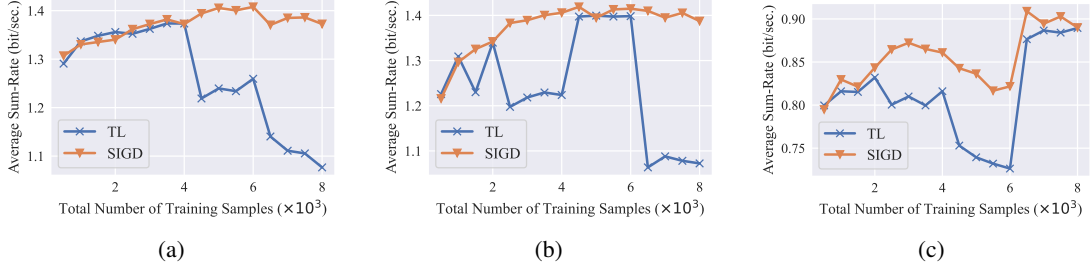 Average Sum-Rate (bit/sec.)
1.4
1.3
1.2
1.1
TL
SIGD
2
4
6
8
Total Number of Training Samples (×10³)
(a)
Average Sum-Rate (bit/sec.)
1.4
1.3
1.2
1.1
TL
SIGD
2
4
6
8
Total Number of Training Samples (×10³)
(b)
Average Sum-Rate (bit/sec.)
0.90
0.85
0.80
0.75
TL
SIGD
2
4
6
8
Total Number of Training Samples (×10³)
(c)